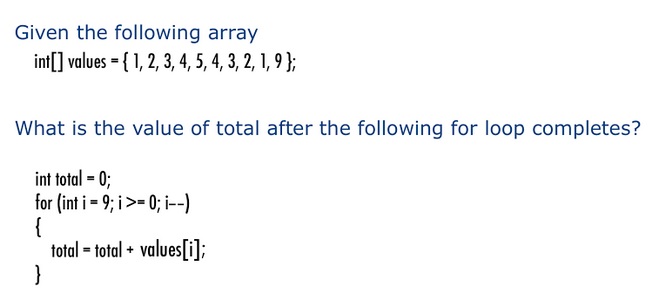 Given the following array
int[] values = { 1, 2, 3, 4, 5, 4, 3, 2, 1, 9 };
What is the value of total after the following for loop completes?
int total = 0;
for (int i = 9; i >= 0; i--)
{
total = total + values[i];
}